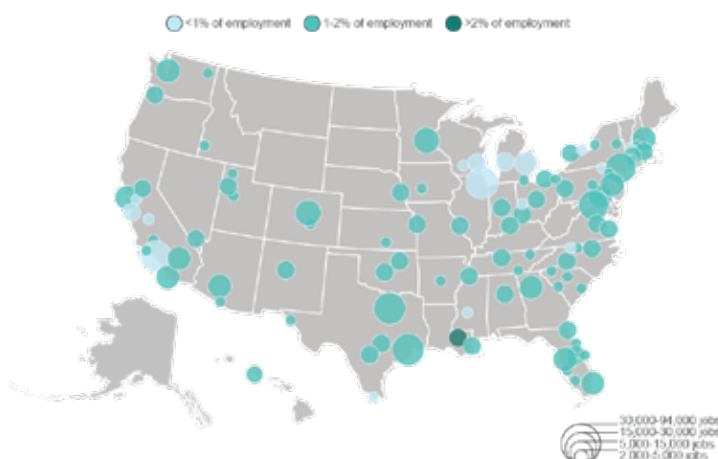 <1% of employment 1-2% of employment >2% of employment
30,000-94,000 jobs
15,000-30,000 jobs
5,000-15,000 jobs
2,000-5,000 jobs